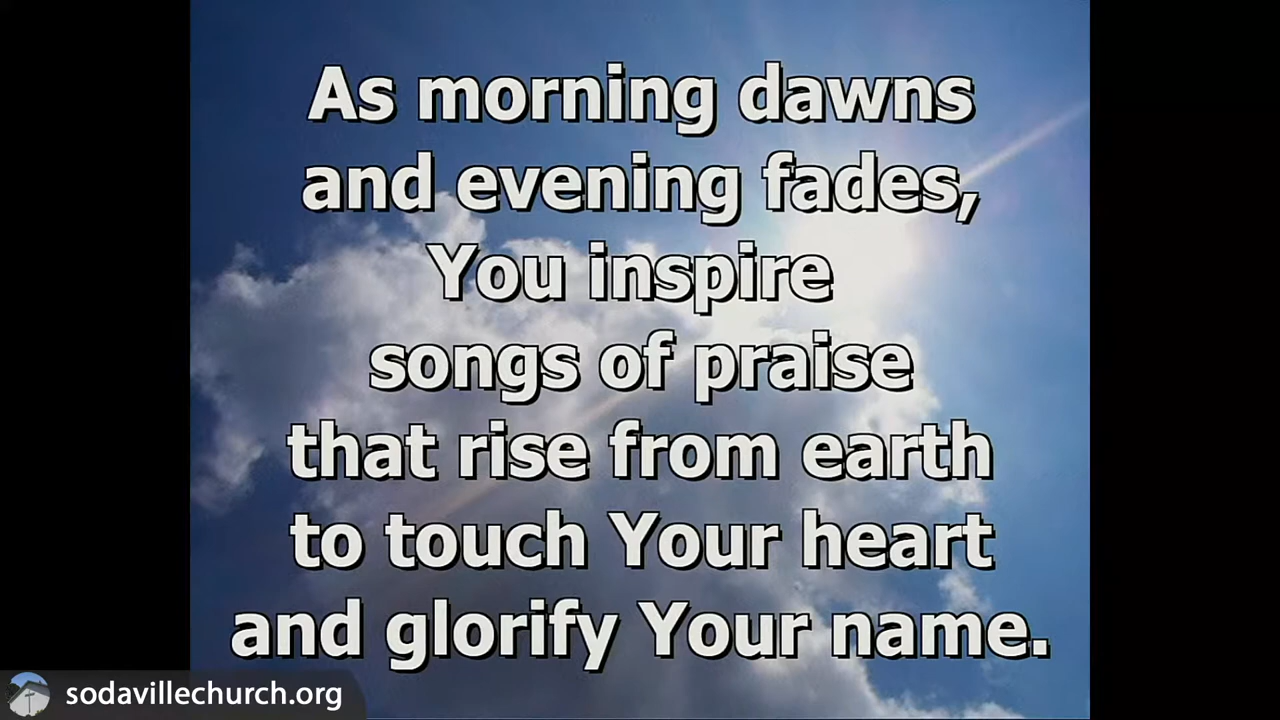 As morning dawns
and evening fades,
You inspire
songs of praise
that rise from earth
to touch Your heart
and glorify Your name.
sodavillechurch.org